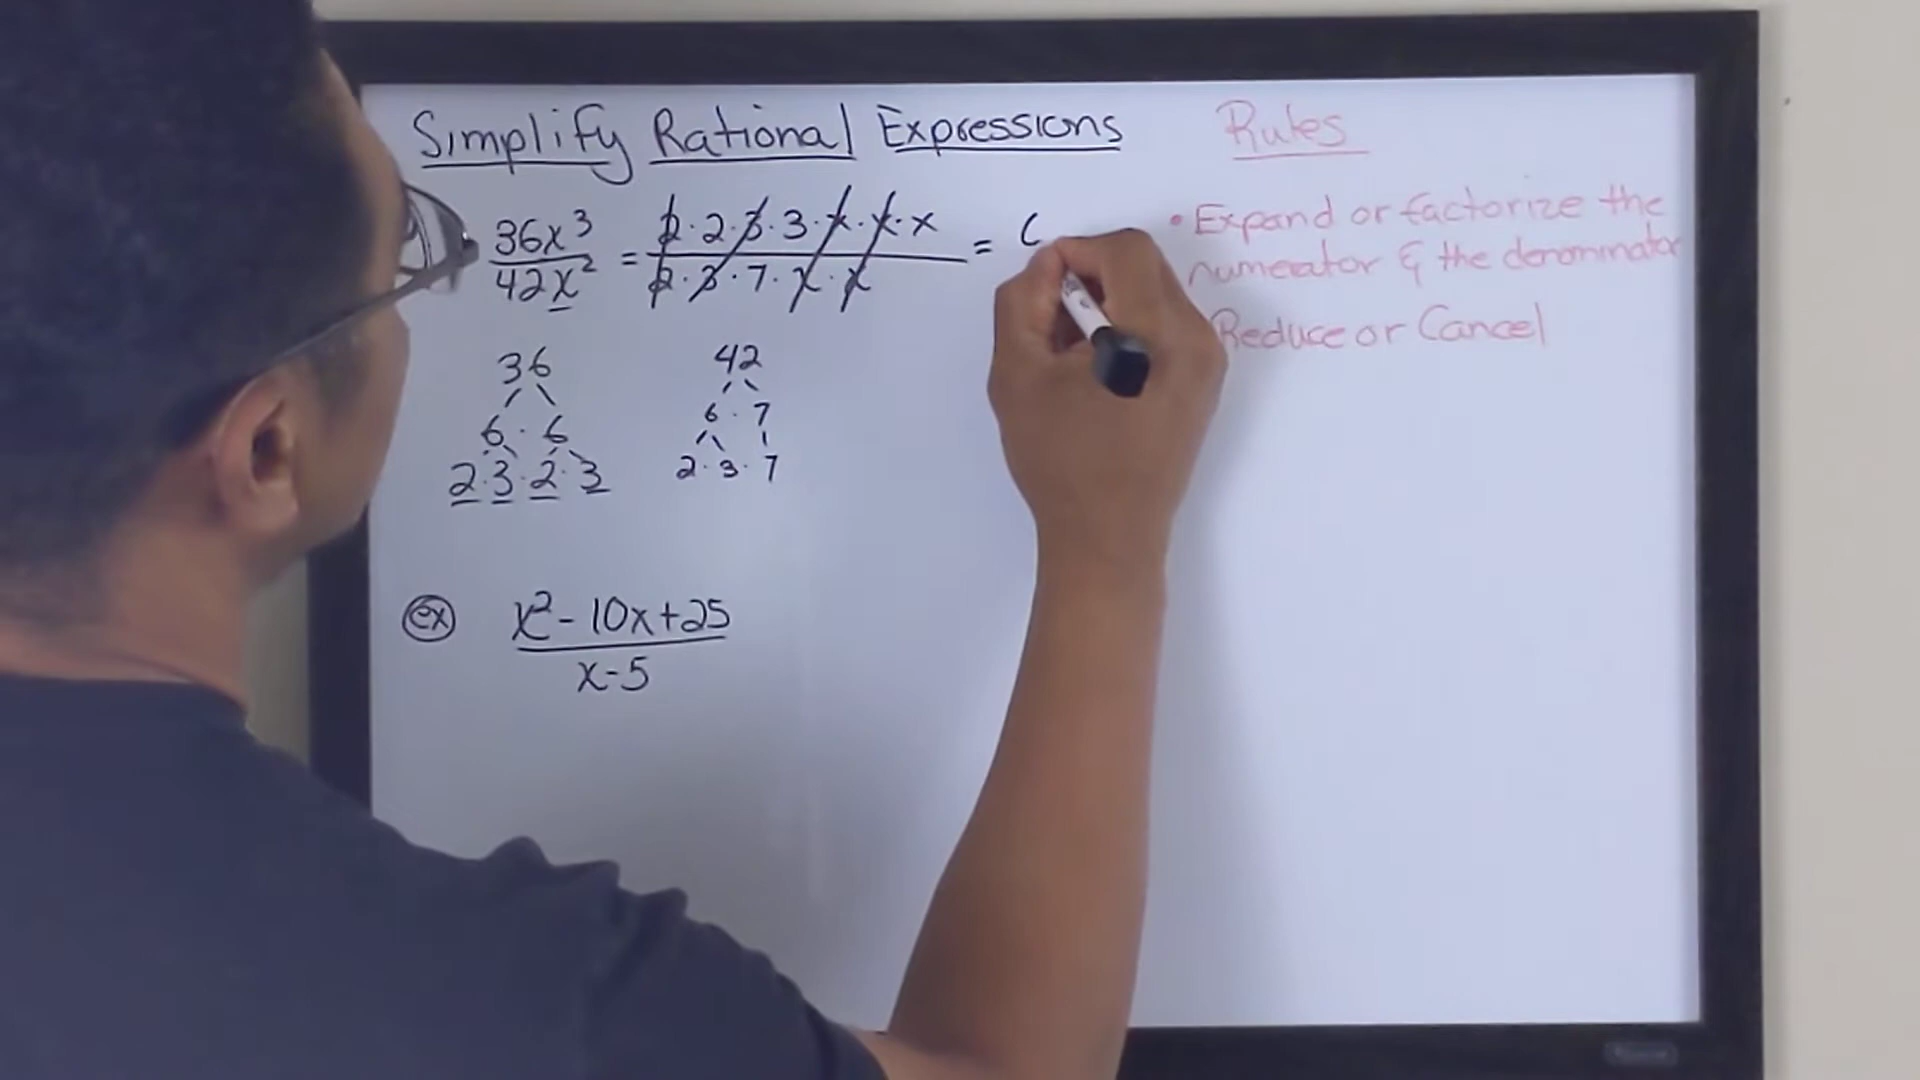 Simplify Rational Expressions
36x³/42x² = 2·2·3·3·x·x·x/2·3·7·x·x =
36
6·6
2·3·2·3
42
6·7
2·3·7
ex x²-10x+25/x-5
Rules
• Expand or factorize the
numerator & the denominator
Reduce or Cancel